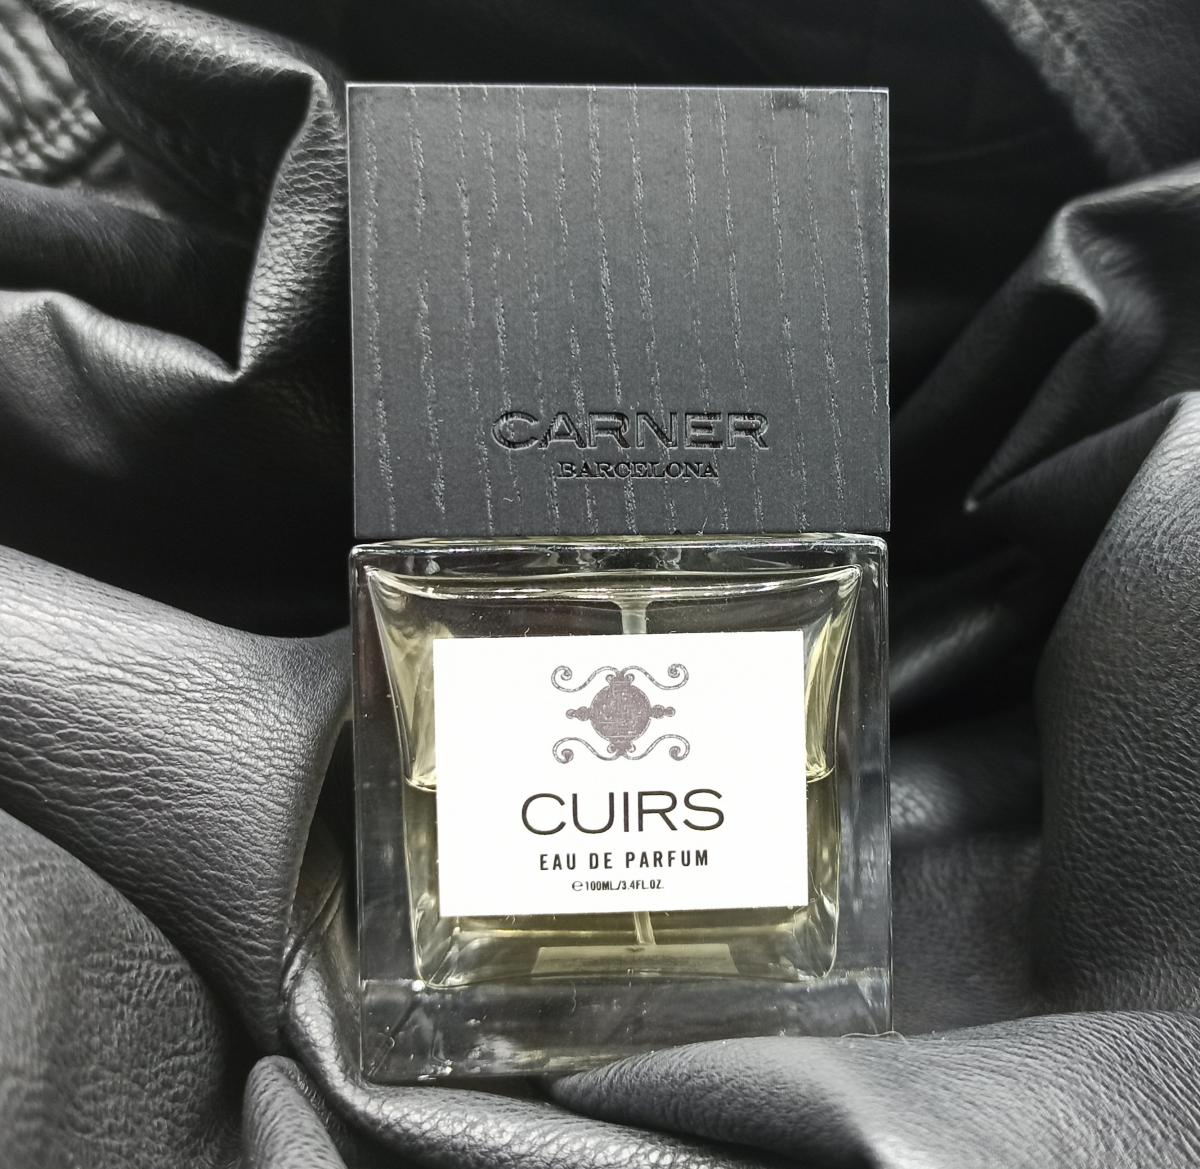 CARNER
BARCELONA
CUIRS
EAU DE PARFUM
℮100ML./3.4FL.OZ.